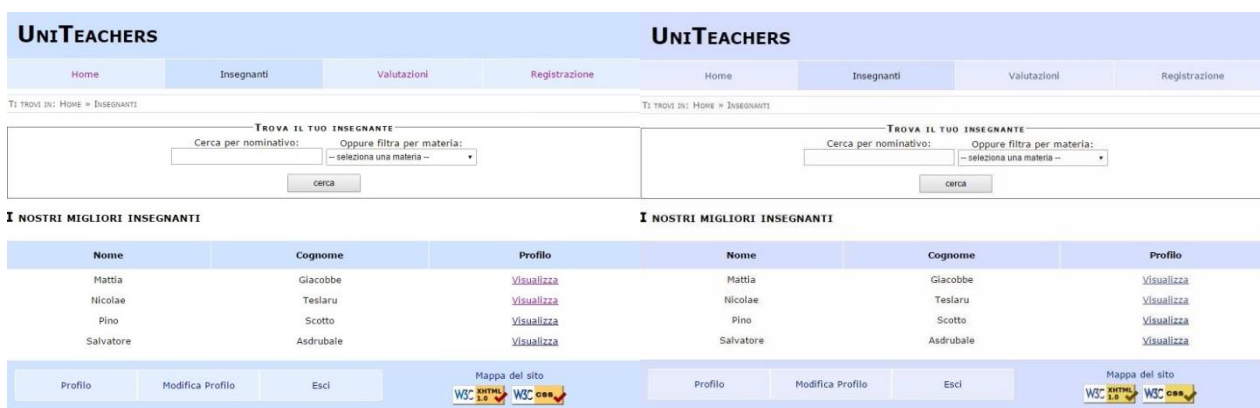 UNITEACHERS
Home Insegnanti Valutazioni Registrazione
TI TROVI IN: HOME » INSEGNANTI
TROVA IL TUO INSEGNANTE
Cerca per nominativo: Oppure filtra per materia:
-- seleziona una materia --
cerca
I NOSTRI MIGLIORI INSEGNANTI
Nome Cognome Profilo
Mattia Giacobbe Visualizza
Nicolae Teslaru Visualizza
Pino Scotto Visualizza
Salvatore Asdrubale Visualizza
Mappa del sito
Profilo Modifica Profilo Esci
W3C XHTML 1.0 W3C css
UNITEACHERS
Home Insegnanti Valutazioni Registrazione
TI TROVI IN: HOME » INSEGNANTI
TROVA IL TUO INSEGNANTE
Cerca per nominativo: Oppure filtra per materia:
-- seleziona una materia --
cerca
I NOSTRI MIGLIORI INSEGNANTI
Nome Cognome Profilo
Mattia Giacobbe Visualizza
Nicolae Teslaru Visualizza
Pino Scotto Visualizza
Salvatore Asdrubale Visualizza
Mappa del sito
Profilo Modifica Profilo Esci
W3C XHTML 1.0 W3C css